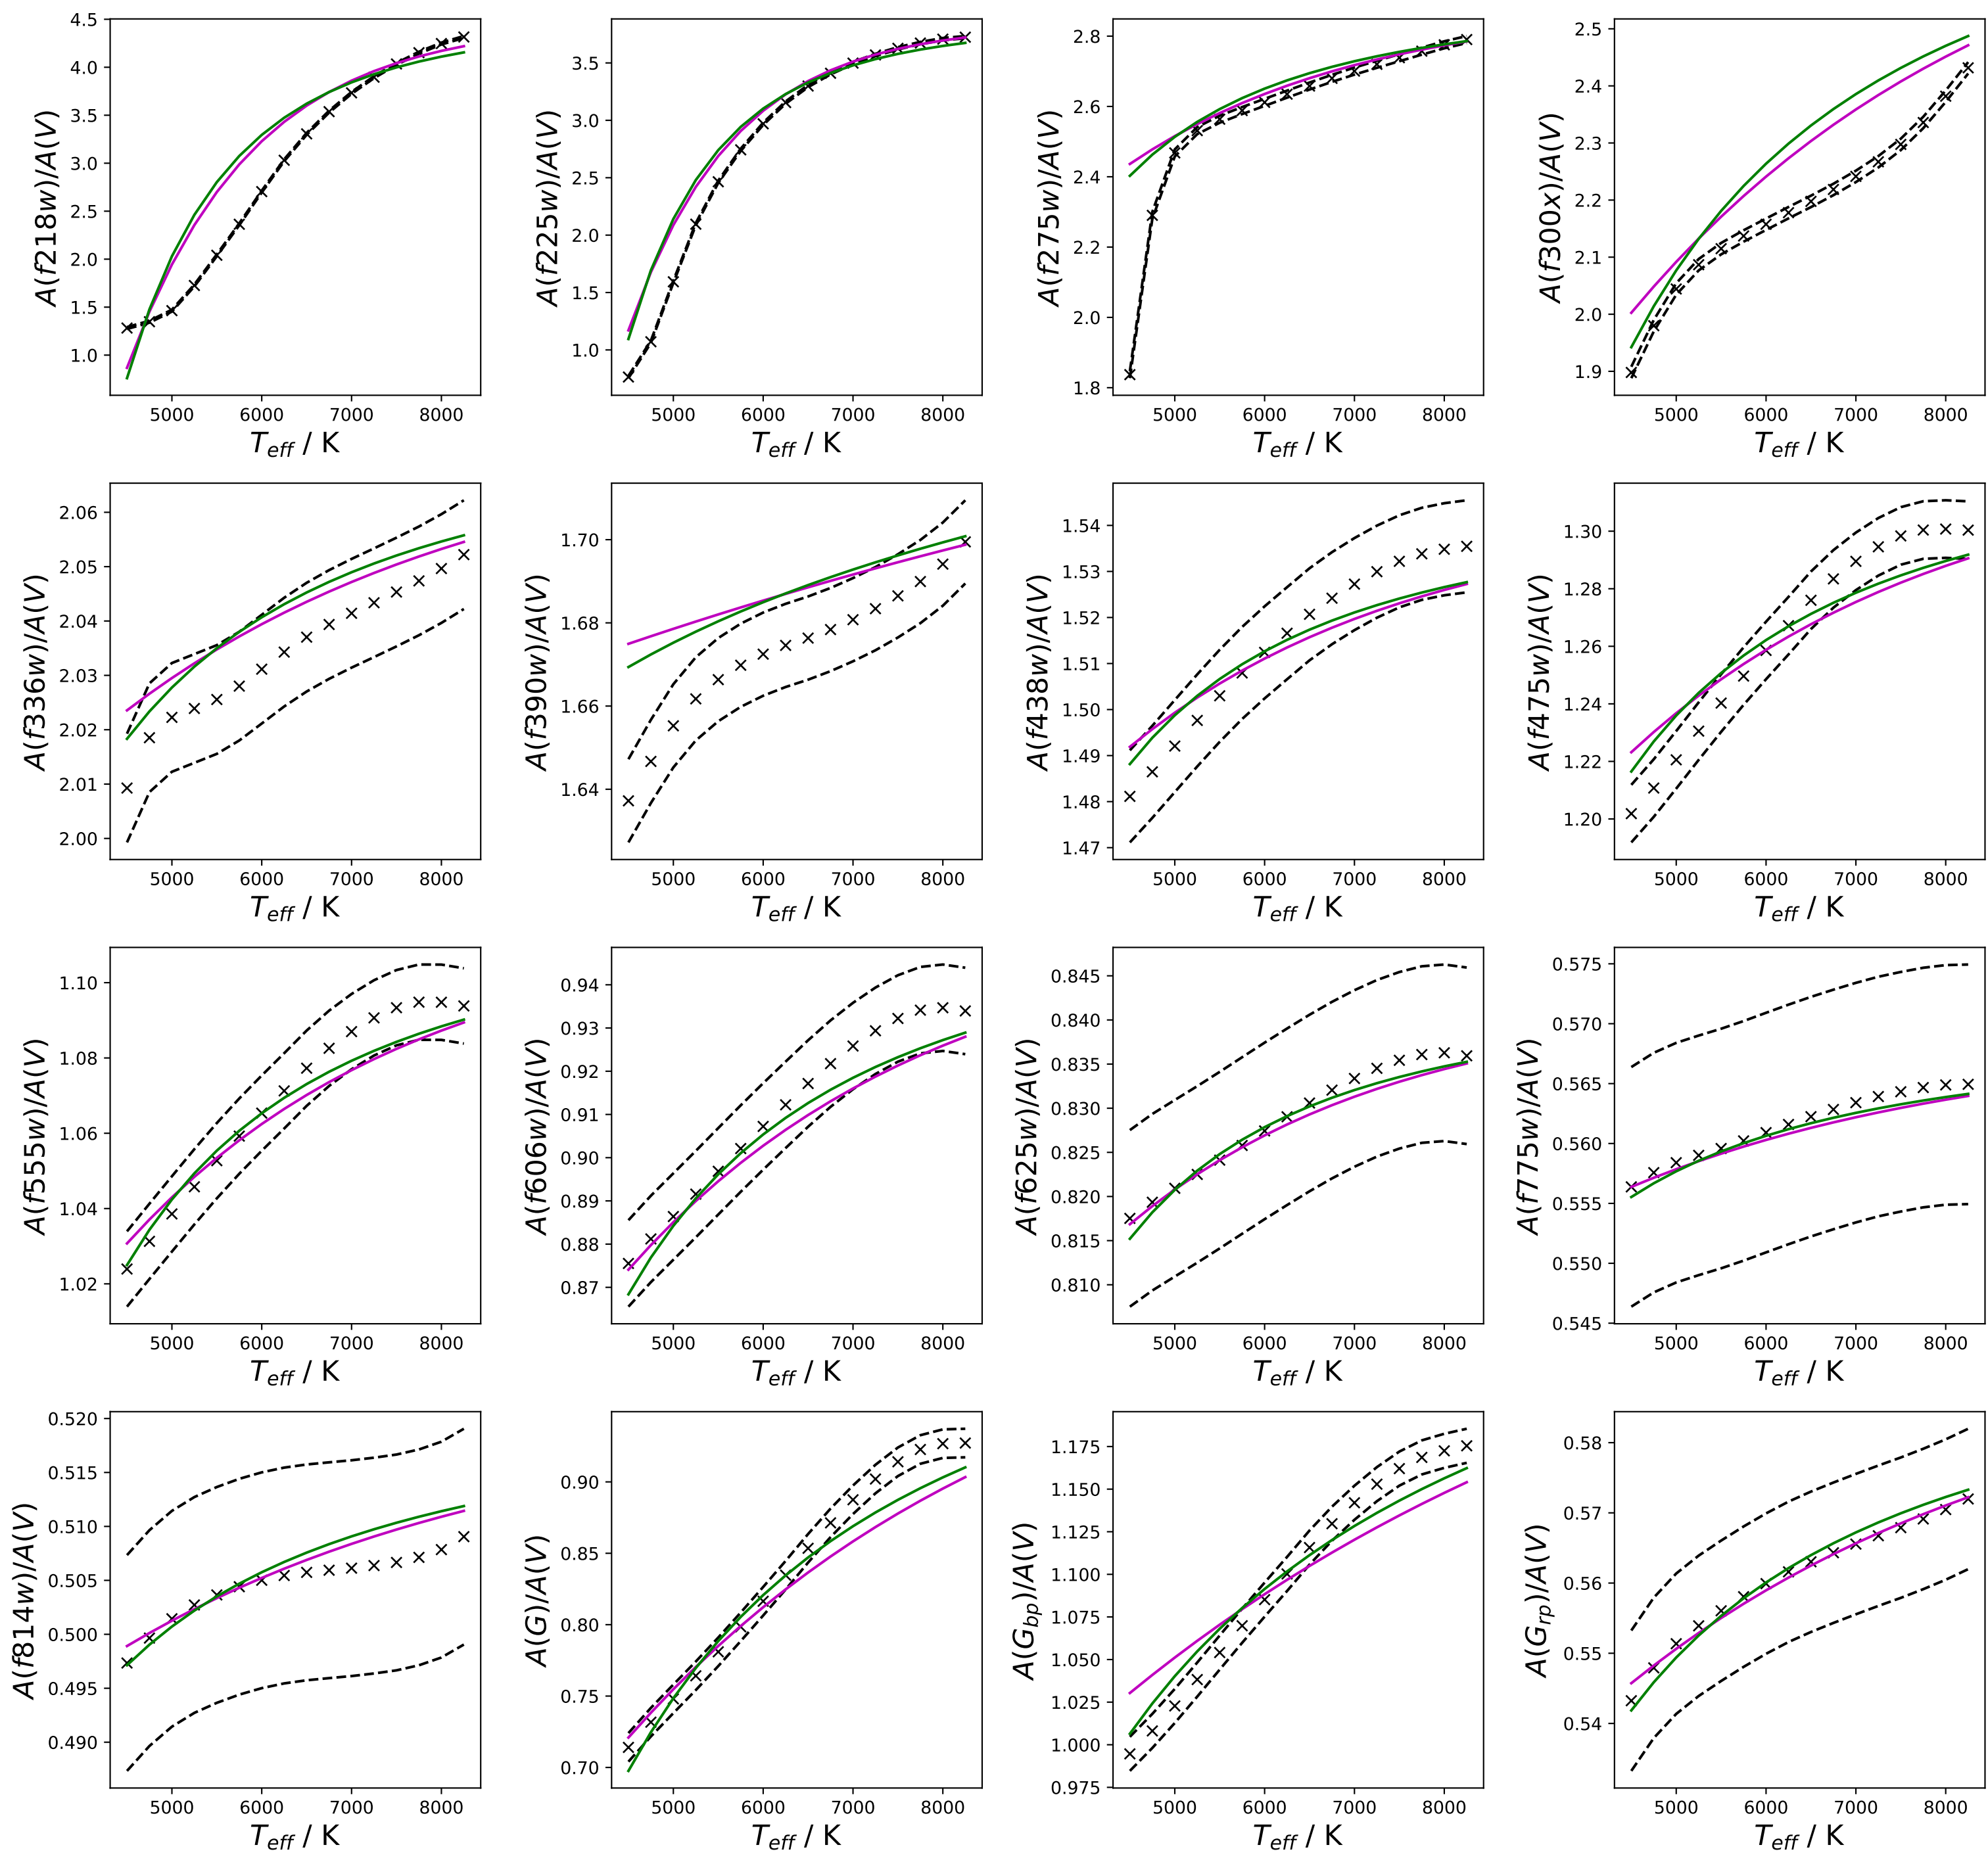 A(f218w)/A(V)
4.5
4.0
3.5
3.0
2.5
2.0
1.5
1.0
5000 6000 7000 8000
T_eff / K
A(f225w)/A(V)
3.5
3.0
2.5
2.0
1.5
1.0
5000 6000 7000 8000
T_eff / K
A(f275w)/A(V)
2.8
2.6
2.4
2.2
2.0
1.8
5000 6000 7000 8000
T_eff / K
A(f300x)/A(V)
2.5
2.4
2.3
2.2
2.1
2.0
1.9
5000 6000 7000 8000
T_eff / K
A(f336w)/A(V)
2.06
2.05
2.04
2.03
2.02
2.01
2.00
5000 6000 7000 8000
T_eff / K
A(f390w)/A(V)
1.70
1.68
1.66
1.64
5000 6000 7000 8000
T_eff / K
A(f438w)/A(V)
1.54
1.53
1.52
1.51
1.50
1.49
1.48
1.47
5000 6000 7000 8000
T_eff / K
A(f475w)/A(V)
1.30
1.28
1.26
1.24
1.22
1.20
5000 6000 7000 8000
T_eff / K
A(f555w)/A(V)
1.10
1.08
1.06
1.04
1.02
5000 6000 7000 8000
T_eff / K
A(f606w)/A(V)
0.94
0.93
0.92
0.91
0.90
0.89
0.88
0.87
5000 6000 7000 8000
T_eff / K
A(f625w)/A(V)
0.845
0.840
0.835
0.830
0.825
0.820
0.815
0.810
5000 6000 7000 8000
T_eff / K
A(f775w)/A(V)
0.575
0.570
0.565
0.560
0.555
0.550
0.545
5000 6000 7000 8000
T_eff / K
A(f814w)/A(V)
0.520
0.515
0.510
0.505
0.500
0.495
0.490
5000 6000 7000 8000
T_eff / K
A(G)/A(V)
0.90
0.85
0.80
0.75
0.70
5000 6000 7000 8000
T_eff / K
A(G_bp)/A(V)
1.175
1.150
1.125
1.100
1.075
1.050
1.025
1.000
0.975
5000 6000 7000 8000
T_eff / K
A(G_rp)/A(V)
0.58
0.57
0.56
0.55
0.54
5000 6000 7000 8000
T_eff / K